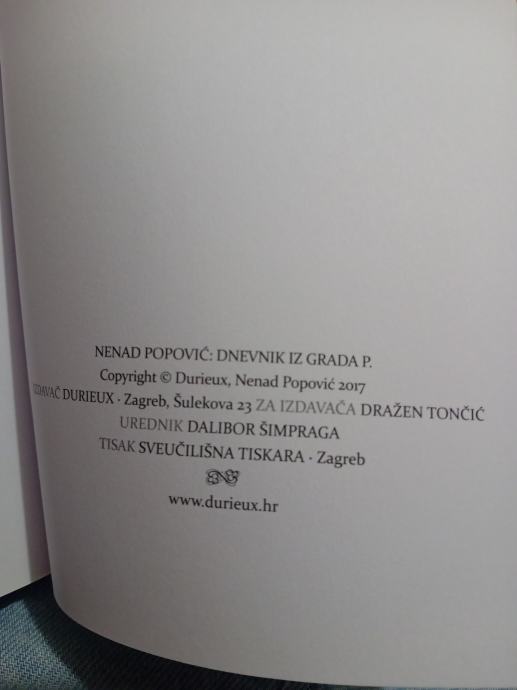 NENAD POPOVIĆ: DNEVNIK IZ GRADA P.
Copyright © Durieux, Nenad Popović 2017
IZDAVAČ DURIEUX · Zagreb, Šulekova 23 ZA IZDAVAČA DRAŽEN TONČIĆ
UREDNIK DALIBOR ŠIMPRAGA
TISAK SVEUČILIŠNA TISKARA · Zagreb
www.durieux.hr